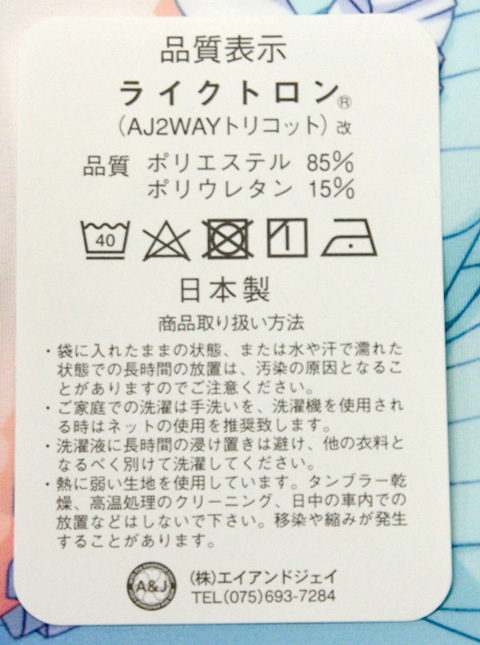 品質表示
ライクトロン®
(AJ2WAYトリコット) 改
品質 ポリエステル 85%
ポリウレタン 15%
40
日本製
商品取り扱い方法
・袋に入れたままの状態、または水や汗で濡れた
状態での長時間の放置は、汚染の原因となるこ
とがありますのでご注意ください。
・ご家庭での洗濯は手洗いを、洗濯機を使用され
る時はネットの使用を推奨致します。
・洗濯液に長時間の浸け置きは避け、他の衣料と
なるべく別けて洗濯してください。
・熱に弱い生地を使用しています。タンブラー乾
燥、高温処理のクリーニング、日中の車内での
放置などはしないで下さい。移染や縮みが発生
することがあります。
A&J
(株)エイアンドジェイ
TEL(075)693-7284